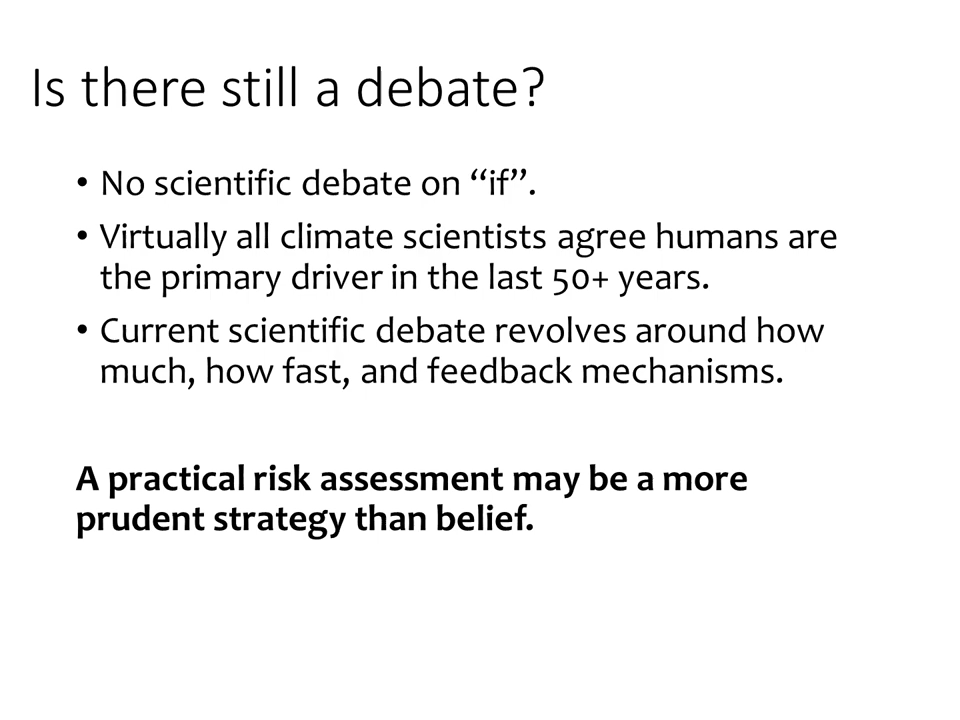 Is there still a debate?
• No scientific debate on “if”.
• Virtually all climate scientists agree humans are
the primary driver in the last 50+ years.
• Current scientific debate revolves around how
much, how fast, and feedback mechanisms.
A practical risk assessment may be a more
prudent strategy than belief.